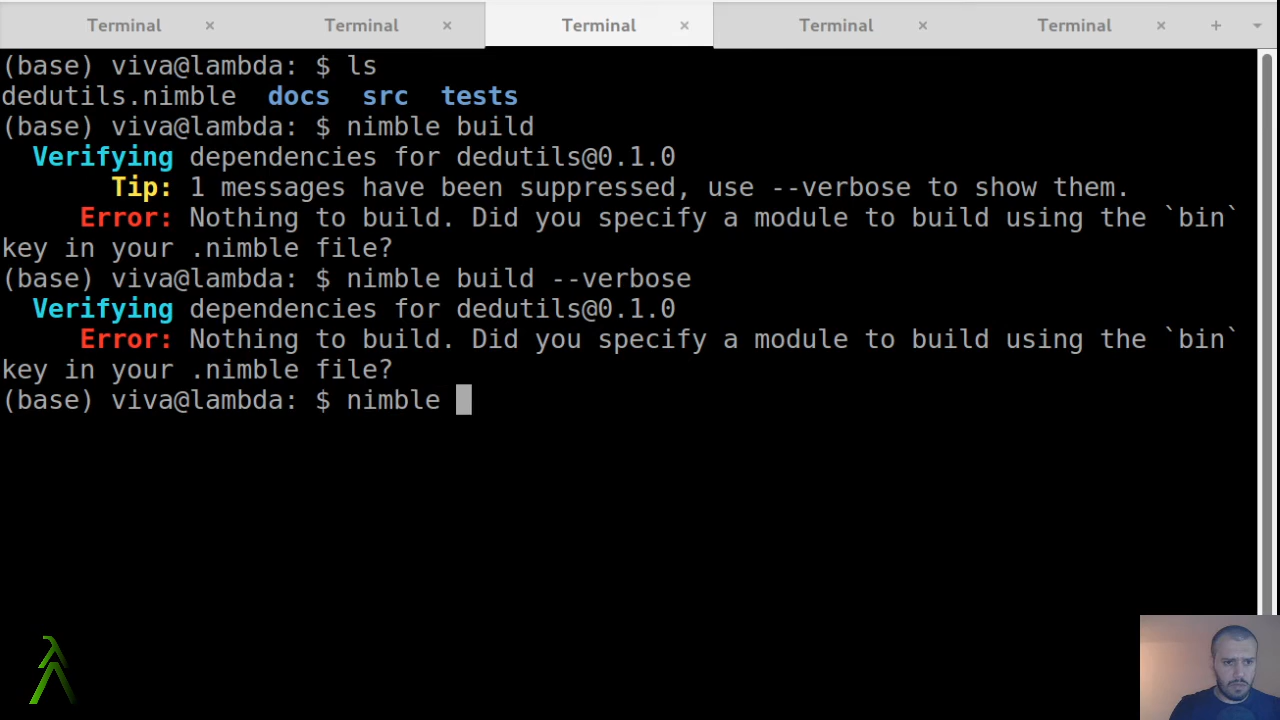 Terminal × Terminal × Terminal × Terminal × Terminal × +
(base) viva@lambda: $ ls
dedutils.nimble docs src tests
(base) viva@lambda: $ nimble build
Verifying dependencies for dedutils@0.1.0
Tip: 1 messages have been suppressed, use --verbose to show them.
Error: Nothing to build. Did you specify a module to build using the `bin`
key in your .nimble file?
(base) viva@lambda: $ nimble build --verbose
Verifying dependencies for dedutils@0.1.0
Error: Nothing to build. Did you specify a module to build using the `bin`
key in your .nimble file?
(base) viva@lambda: $ nimble